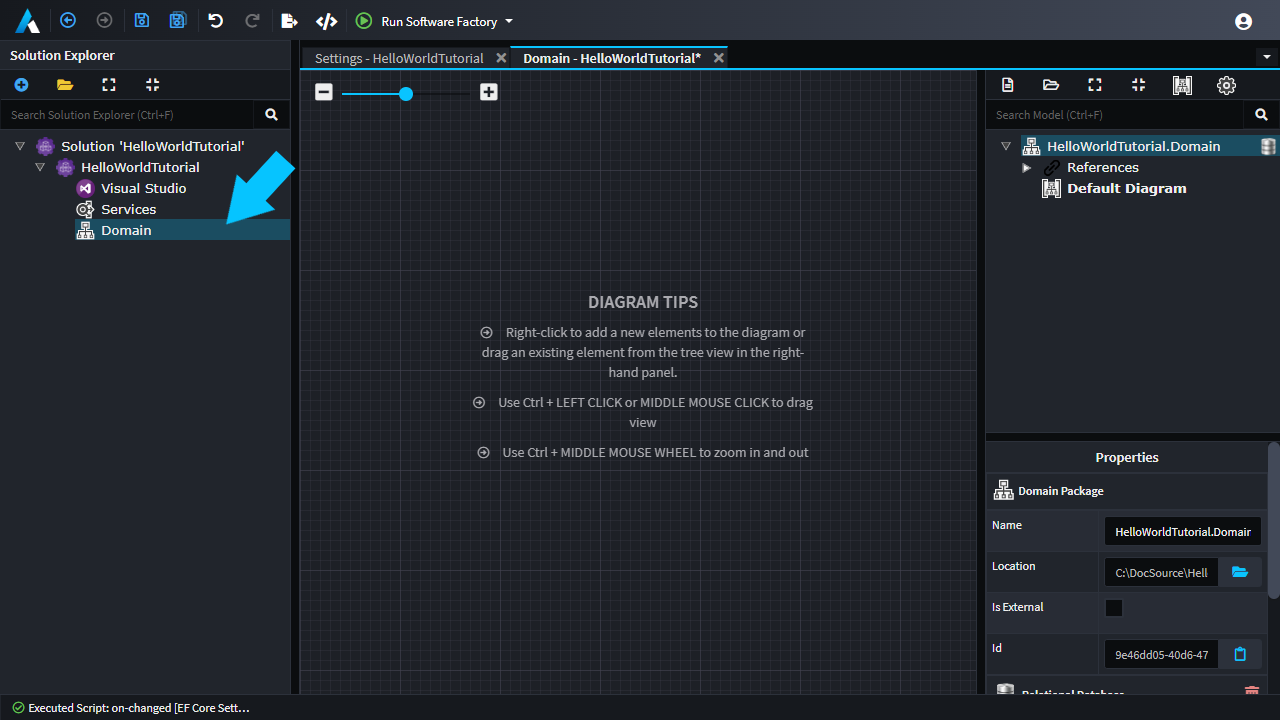 Run Software Factory
Solution Explorer
Settings - HelloWorldTutorial
Domain - HelloWorldTutorial*
Search Solution Explorer (Ctrl+F)
Solution 'HelloWorldTutorial'
HelloWorldTutorial
Visual Studio
Services
Domain
DIAGRAM TIPS
Right-click to add a new elements to the diagram or
drag an existing element from the tree view in the right-
hand panel.
Use Ctrl + LEFT CLICK or MIDDLE MOUSE CLICK to drag
view
Use Ctrl + MIDDLE MOUSE WHEEL to zoom in and out
Search Model (Ctrl+F)
HelloWorldTutorial.Domain
References
Default Diagram
Properties
Domain Package
Name
HelloWorldTutorial.Domain
Location
C:\DocSource\Hell
Is External
Id
9e46dd05-40d6-47
Relational Database
Executed Script: on-changed [EF Core Sett...